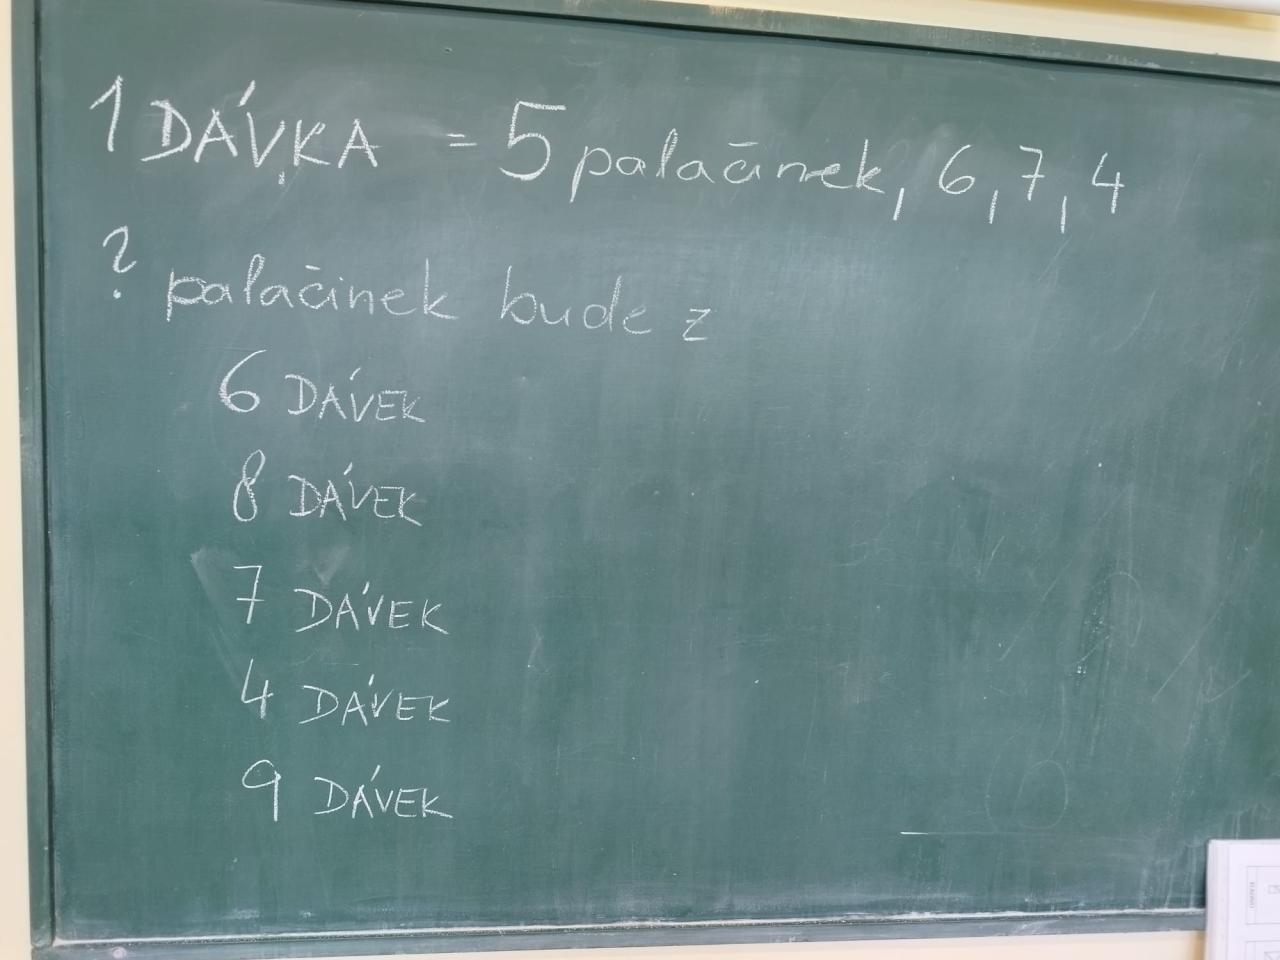 1 DÁVKA = 5 palačinek, 6, 7, 4
? palačinek bude z
6 DÁVEK
8 DÁVEK
7 DÁVEK
4 DÁVEK
9 DÁVEK